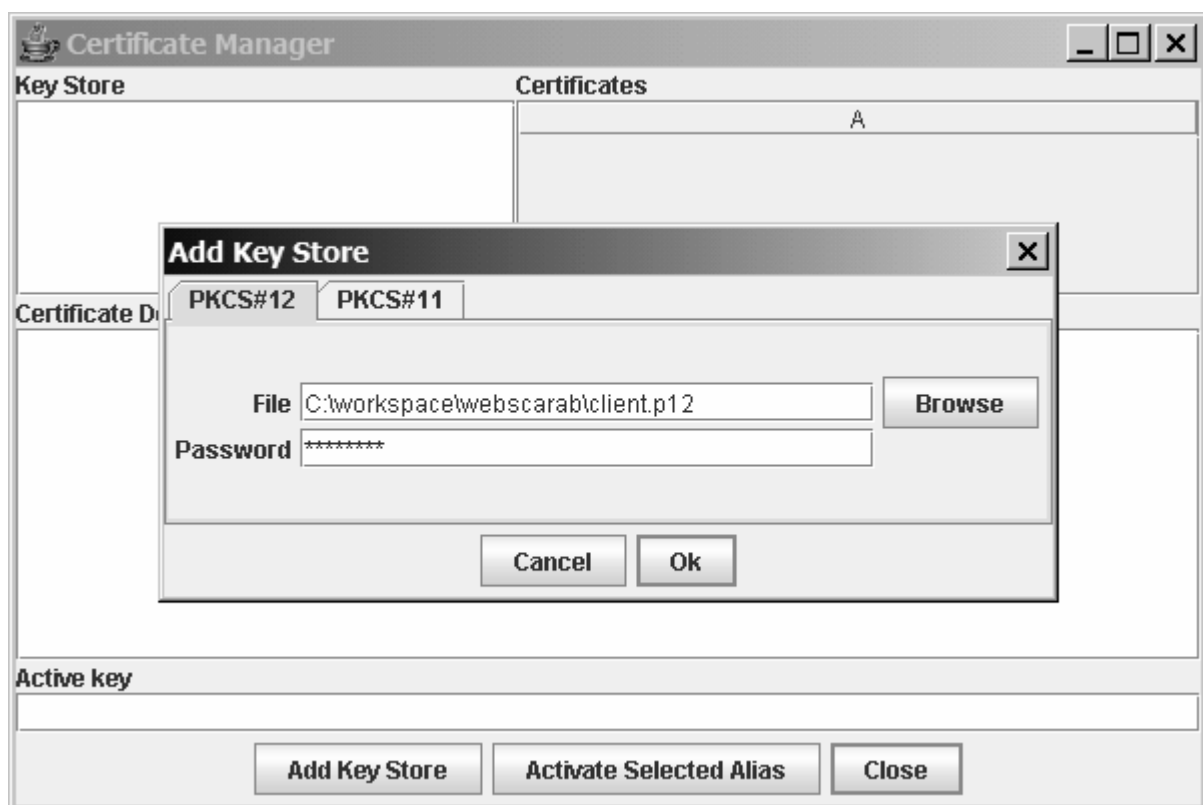 Certificate Manager
Key Store
Certificates
A
Add Key Store
PKCS#12
PKCS#11
Certificate D
File
C:\workspace\webscarab\client.p12
Browse
Password
********
Cancel
Ok
Active key
Add Key Store
Activate Selected Alias
Close